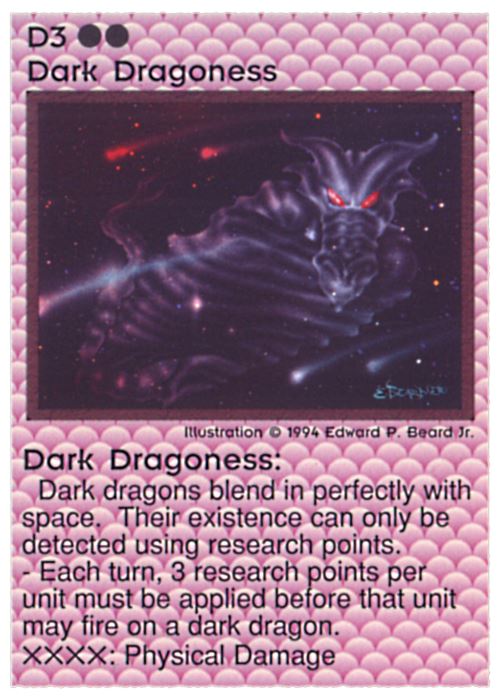 D3
Dark Dragoness
Illustration © 1994 Edward P. Beard Jr.
Dark Dragoness:
Dark dragons blend in perfectly with
space. Their existence can only be
detected using research points.
- Each turn, 3 research points per
unit must be applied before that unit
may fire on a dark dragon.
XXXX: Physical Damage